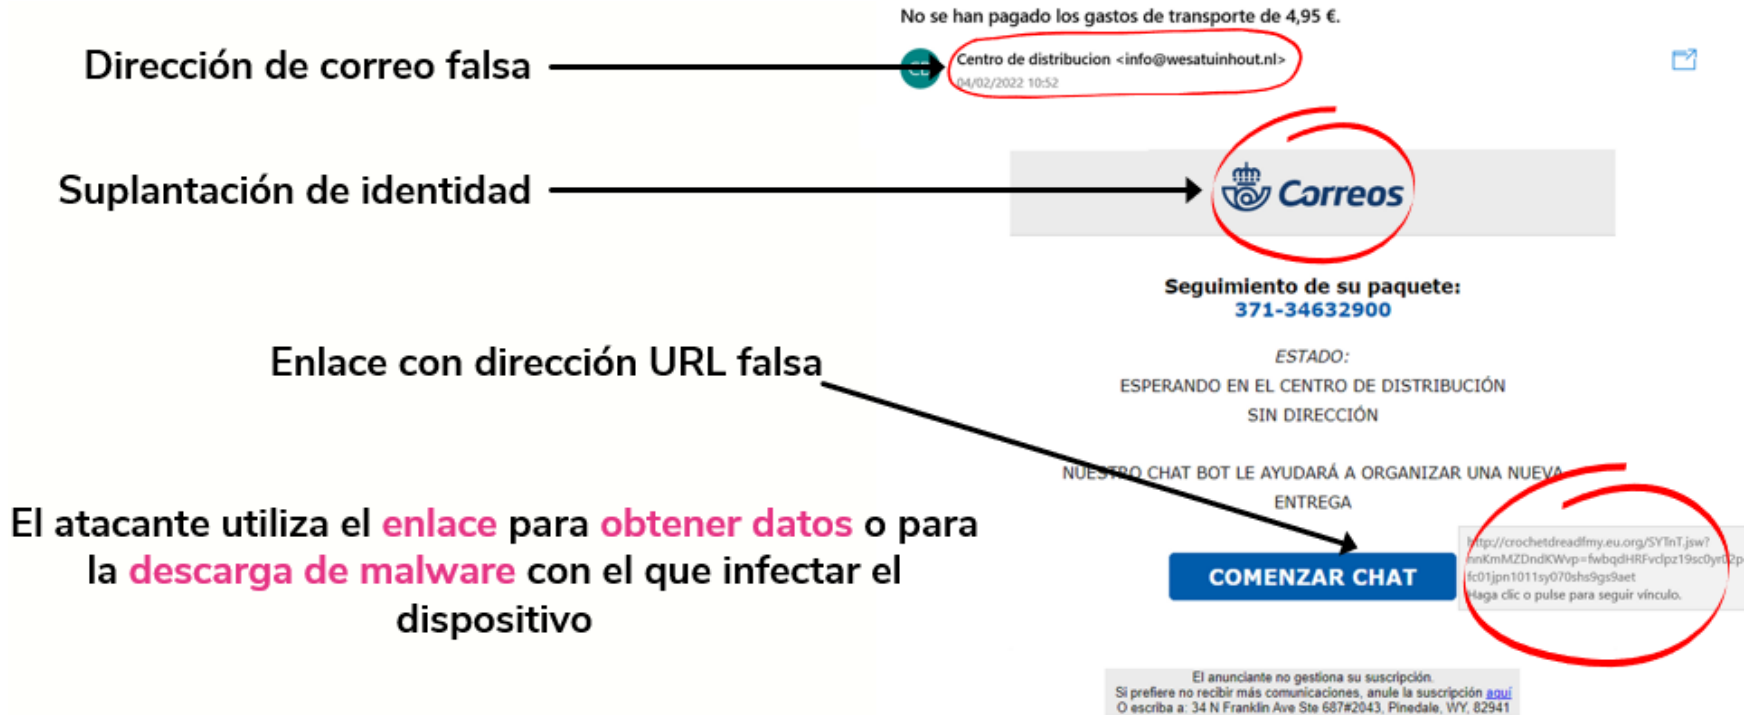 No se han pagado los gastos de transporte de 4,95 €.
Dirección de correo falsa
Centro de distribucion <info@wesatuinhout.nl>
04/02/2022 10:52
Suplantación de identidad
Correos
Seguimiento de su paquete:
371-34632900
Enlace con dirección URL falsa
ESTADO:
ESPERANDO EN EL CENTRO DE DISTRIBUCIÓN
SIN DIRECCIÓN
NUESTRO CHAT BOT LE AYUDARÁ A ORGANIZAR UNA NUEVA
ENTREGA
El atacante utiliza el enlace para obtener datos o para
la descarga de malware con el que infectar el
dispositivo
COMENZAR CHAT
http://crochetdreadfmy.eu.org/SYTnT.jsw?
fc01jpn1011sy070shs9gs9aet
Haga clic o pulse para seguir vínculo.
El anunciante no gestiona su suscripción.
Si prefiere no recibir más comunicaciones, anule la suscripción aquí
O escriba a: 34 N Franklin Ave Ste 687#2043, Pinedale, WY, 82941